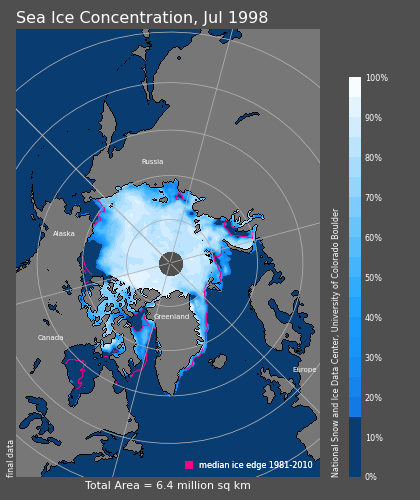 Sea Ice Concentration, Jul 1998
100%
90%
80%
70%
60%
50%
40%
30%
20%
10%
0%
Russia
Alaska
Canada
Greenland
Europe
median ice edge 1981-2010
final data
National Snow and Ice Data Center, University of Colorado Boulder
Total Area = 6.4 million sq km